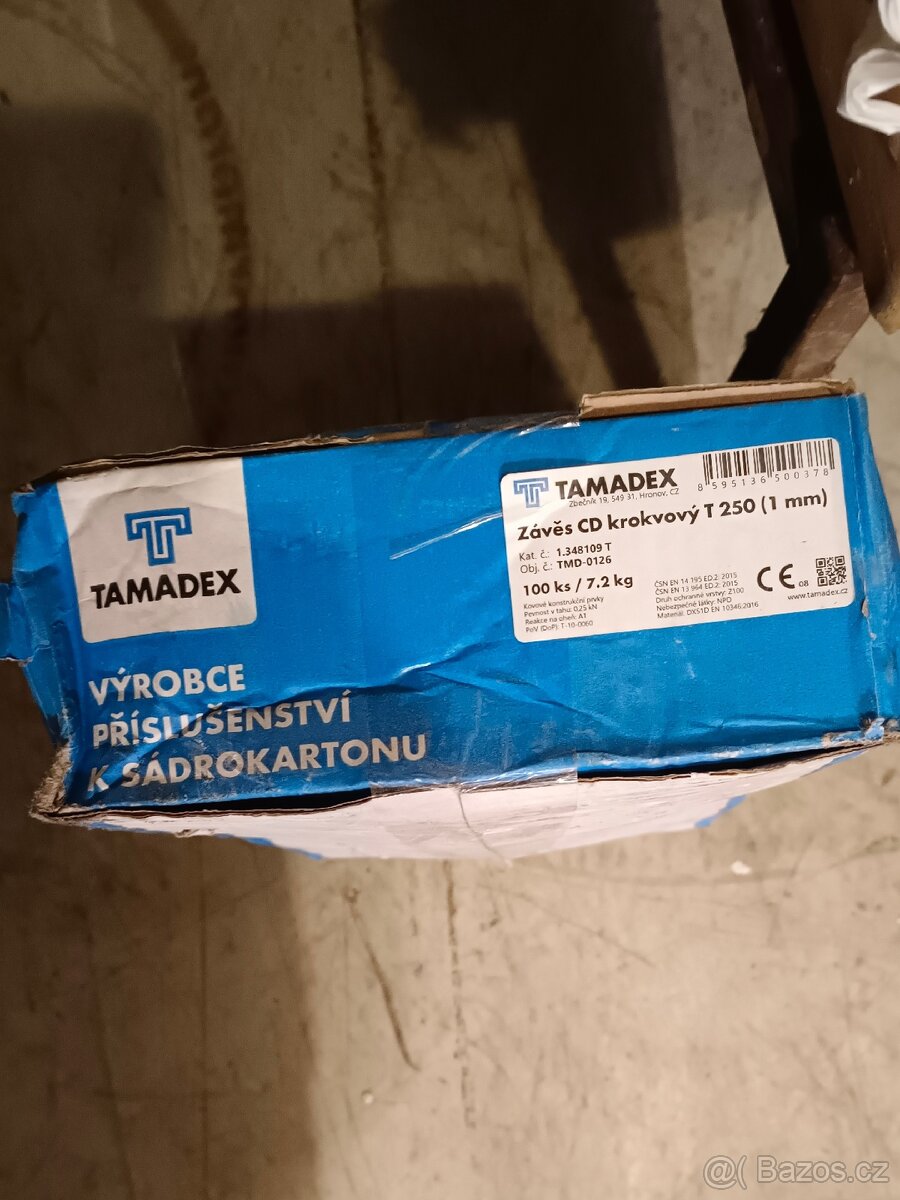 TAMADEX
VÝROBCE
PŘÍSLUŠENSTVÍ
K SÁDROKARTONU
TAMADEX
Zbečník 19, 549 31, Hronov, CZ
8 595136 500378
Závěs CD krokvový T 250 (1 mm)
Kat. č.: 1.348109 T
Obj. č.: TMD-0126
100 ks / 7.2 kg
Kovové konstrukční prvky
Pevnost v tahu: 0,25 kN
Reakce na oheň: A1
PoV (DoP): T-10-0060
ČSN EN 14 195 ED.2: 2015
ČSN EN 13 964 ED.2: 2015
Druh ochranné vrstvy: Z100
Nebezpečné látky: NPD
Materiál: DX51D EN 10346:2016
CE 08
www.tamadex.cz
@( Bazos.cz